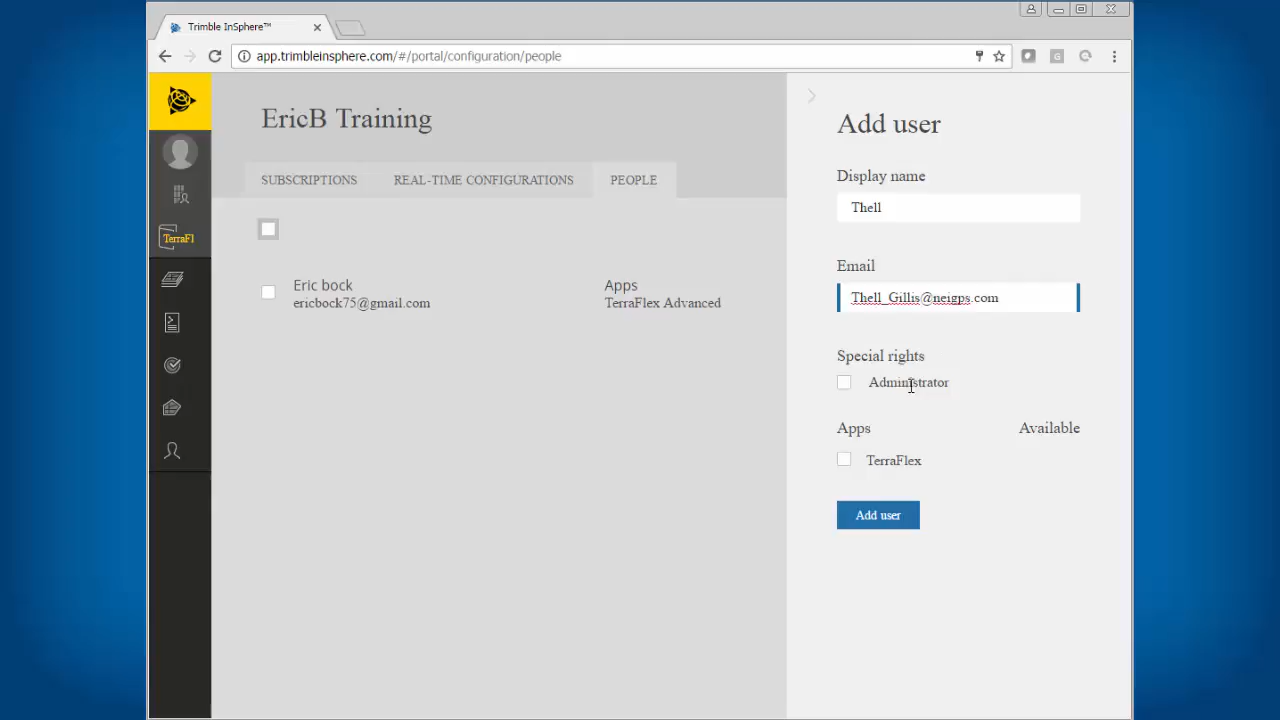 Trimble InSphere™
app.trimbleinsphere.com/#/portal/configuration/people
EricB Training
SUBSCRIPTIONS REAL-TIME CONFIGURATIONS PEOPLE
TerraFl
Eric bock
ericbock75@gmail.com
Apps
TerraFlex Advanced
Add user
Display name
Thell
Email
Thell_Gillis@neigps.com
Special rights
Administrator
Apps Available
TerraFlex
Add user